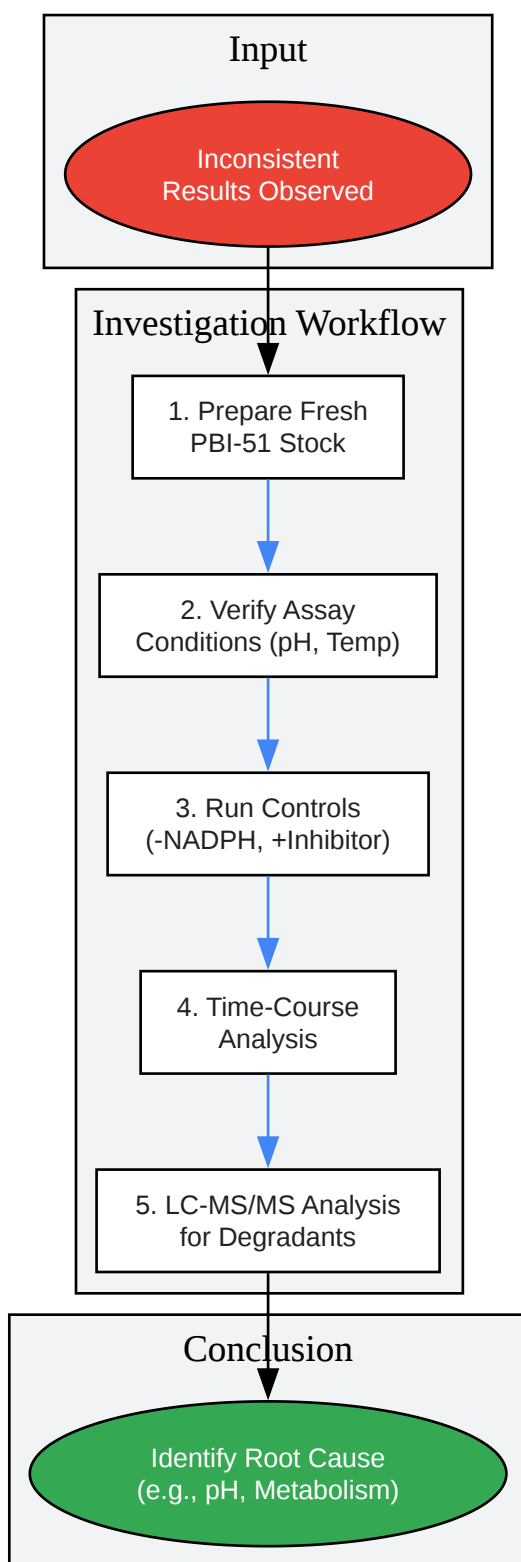 Input
Inconsistent
Results Observed
Investigation Workflow
1. Prepare Fresh
PBI-51 Stock
2. Verify Assay
Conditions (pH, Temp)
3. Run Controls
(-NADPH, +Inhibitor)
4. Time-Course
Analysis
5. LC-MS/MS Analysis
for Degradants
Conclusion
Identify Root Cause
(e.g., pH, Metabolism)